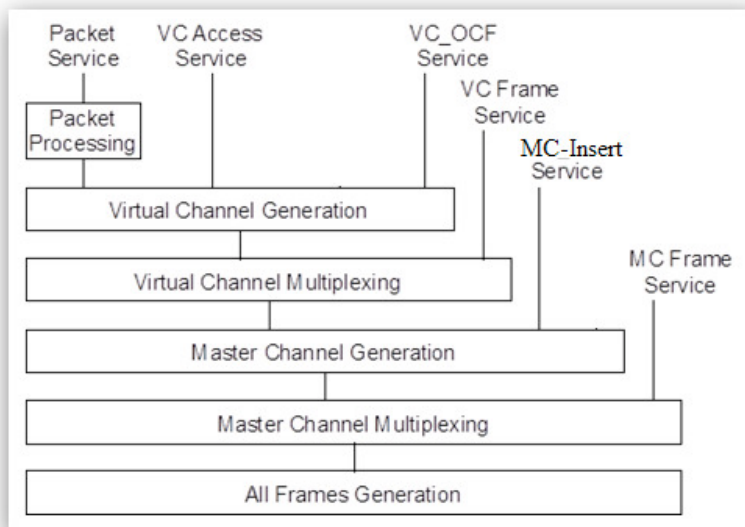 Packet
Service
VC Access
Service
VC_OCF
Service
VC Frame
Service
MC-Insert
Service
MC Frame
Service
Packet
Processing
Virtual Channel Generation
Virtual Channel Multiplexing
Master Channel Generation
Master Channel Multiplexing
All Frames Generation